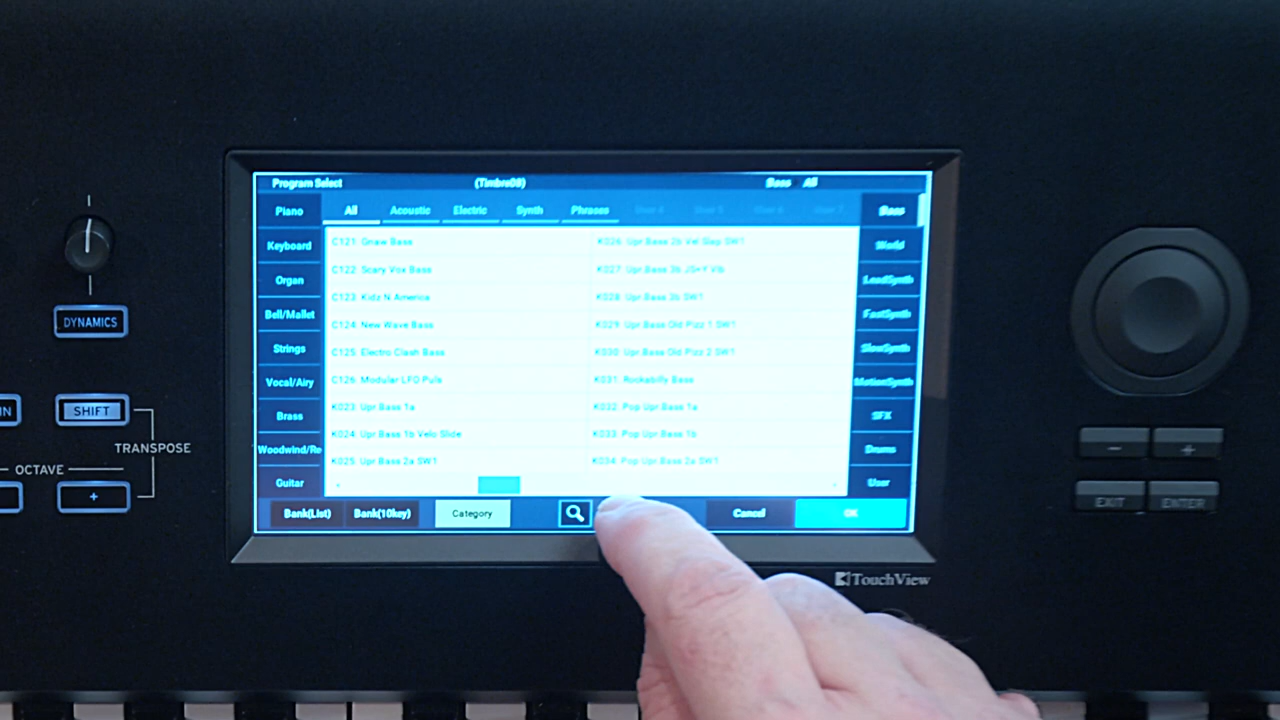 Program Select (Timbre03) Bass All
Piano All Acoustic Electric Synth Phrases Bass
C121: Gnaw Bass K026: Upr Bass 2b Vel Slap SW1
Keyboard World
C122: Scary Vox Bass K027: Upr Bass 3b JS+Y Vib
Organ LeadSynth
C123: Kidz N America K028: Upr Bass 3b SW1
Bell/Mallet FastSynth
C124: New Wave Bass K029: Upr Bass Old Pizz 1 SW1
DYNAMICS
Strings SlowSynth
C125: Electro Clash Bass K030: Upr Bass Old Pizz 2 SW1
Vocal/Airy MotionSynth
C126: Modular LFO Puls K031: Rockabilly Bass
Brass SFX
K023: Upr Bass 1a K032: Pop Upr Bass 1a
IN SHIFT
K024: Upr Bass 1b Velo Slide K033: Pop Upr Bass 1b
TRANSPOSE
Woodwind/Re Drums
K025: Upr Bass 2a SW1 K034: Pop Upr Bass 2a SW1
OCTAVE
Guitar User
+
- +
EXIT ENTER
Bank(List) Bank(10key) Category Cancel OK
TouchView